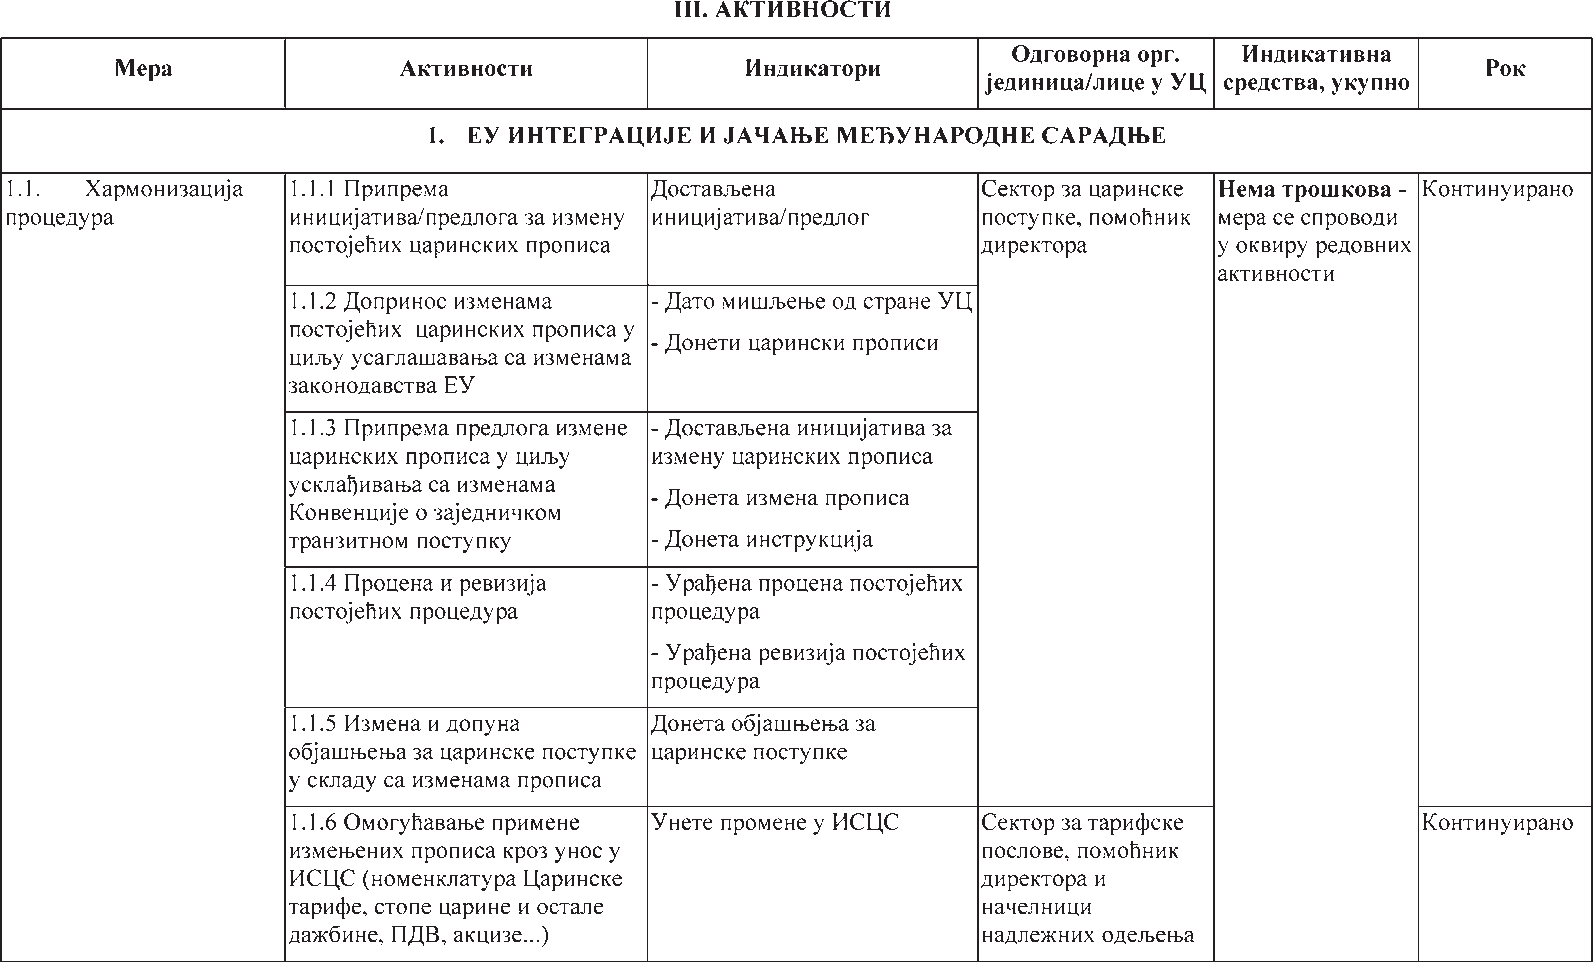 III. АКТИВНОСТИ
Мера
Активности
Индикатори
Одговорна орг.
јединица/лице у УЦ
Индикативна
средства, укупно
Рок
1. ЕУ ИНТЕГРАЦИЈЕ И ЈАЧАЊЕ МЕЂУНАРОДНЕ САРАДЊЕ
1.1. Хармонизација
процедура
1.1.1 Припрема
иницијатива/предлога за измену
постојећих царинских прописа
Достављена
иницијатива/предлог
Сектор за царинске
поступке, помоћник
директора
Нема трошкова -
мера се спроводи
у оквиру редовних
активности
Континуирано
1.1.2 Допринос изменама
постојећих царинских прописа у
циљу усаглашавања са изменама
законодавства ЕУ
- Дато мишљење од стране УЦ
- Донети царински прописи
1.1.3 Припрема предлога измене
царинских прописа у циљу
усклађивања са изменама
Конвенције о заједничком
транзитном поступку
- Достављена иницијатива за
измену царинских прописа
- Донета измена прописа
- Донета инструкција
1.1.4 Процена и ревизија
постојећих процедура
- Урађена процена постојећих
процедура
- Урађена ревизија постојећих
процедура
1.1.5 Измена и допуна
објашњења за царинске поступке
у складу са изменама прописа
Донета објашњења за
царинске поступке
1.1.6 Омогућавање примене
измењених прописа кроз унос у
ИСЦС (номенклатура Царинске
тарифе, стопе царине и остале
дажбине, ПДВ, акцизе...)
Унете промене у ИСЦС
Сектор за тарифске
послове, помоћник
директора и
начелници
надлежних одељења
Континуирано